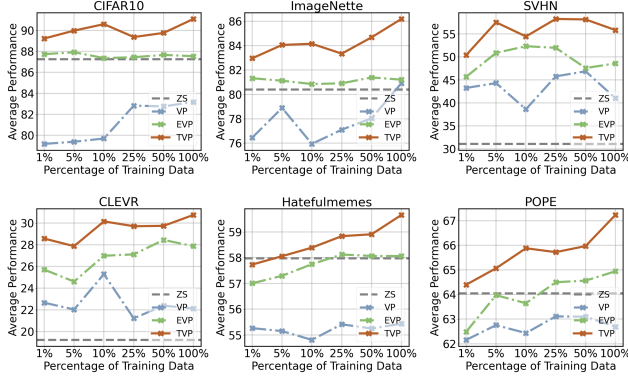 CIFAR10
Average Performance
90
88
86
84
82
80
ZS
VP
EVP
TVP
1% 5% 10% 25% 50% 100%
Percentage of Training Data
ImageNette
Average Performance
86
84
82
80
78
76
ZS
VP
EVP
TVP
1% 5% 10% 25% 50% 100%
Percentage of Training Data
SVHN
Average Performance
55
50
45
40
35
30
ZS
VP
EVP
TVP
1% 5% 10% 25% 50% 100%
Percentage of Training Data
CLEVR
Average Performance
30
28
26
24
22
20
ZS
VP
EVP
TVP
1% 5% 10% 25% 50% 100%
Percentage of Training Data
Hatefulmemes
Average Performance
59
58
57
56
55
ZS
VP
EVP
TVP
1% 5% 10% 25% 50% 100%
Percentage of Training Data
POPE
Average Performance
67
66
65
64
63
62
ZS
VP
EVP
TVP
1% 5% 10% 25% 50% 100%
Percentage of Training Data